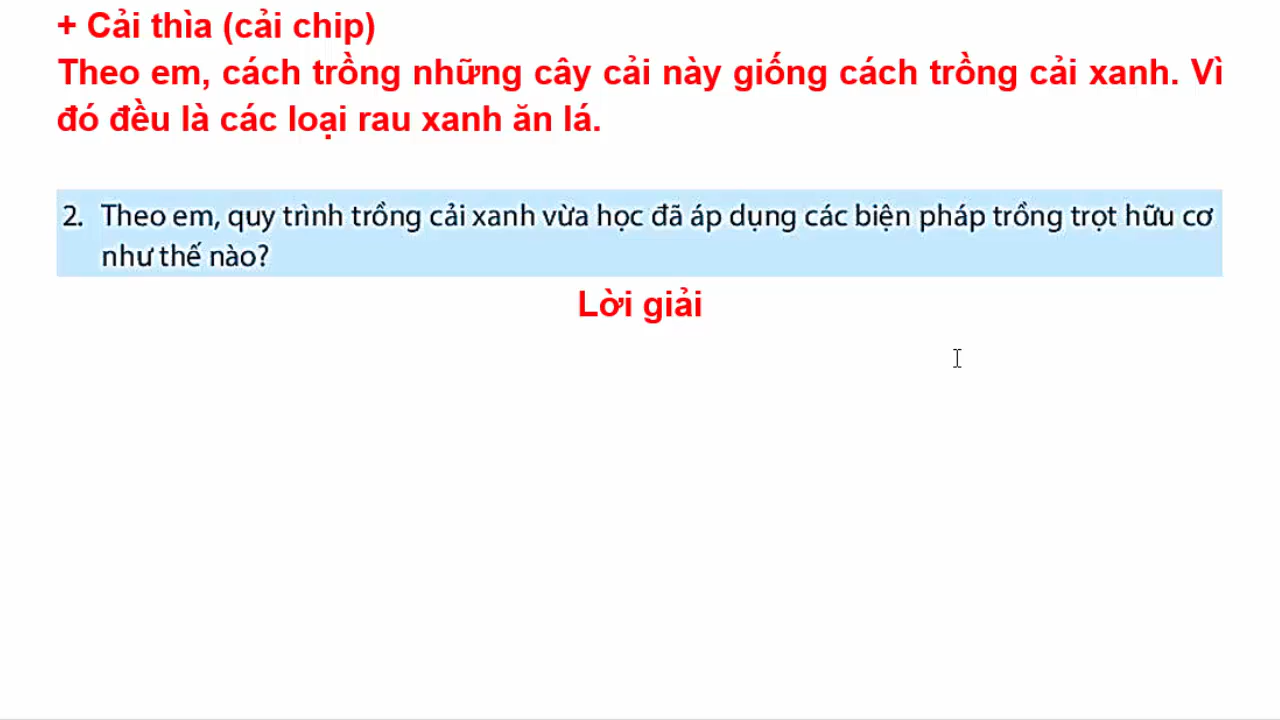 + Cải thìa (cải chip)
Theo em, cách trồng những cây cải này giống cách trồng cải xanh. Vì
đó đều là các loại rau xanh ăn lá.
2. Theo em, quy trình trồng cải xanh vừa học đã áp dụng các biện pháp trồng trọt hữu cơ
như thế nào?
Lời giải